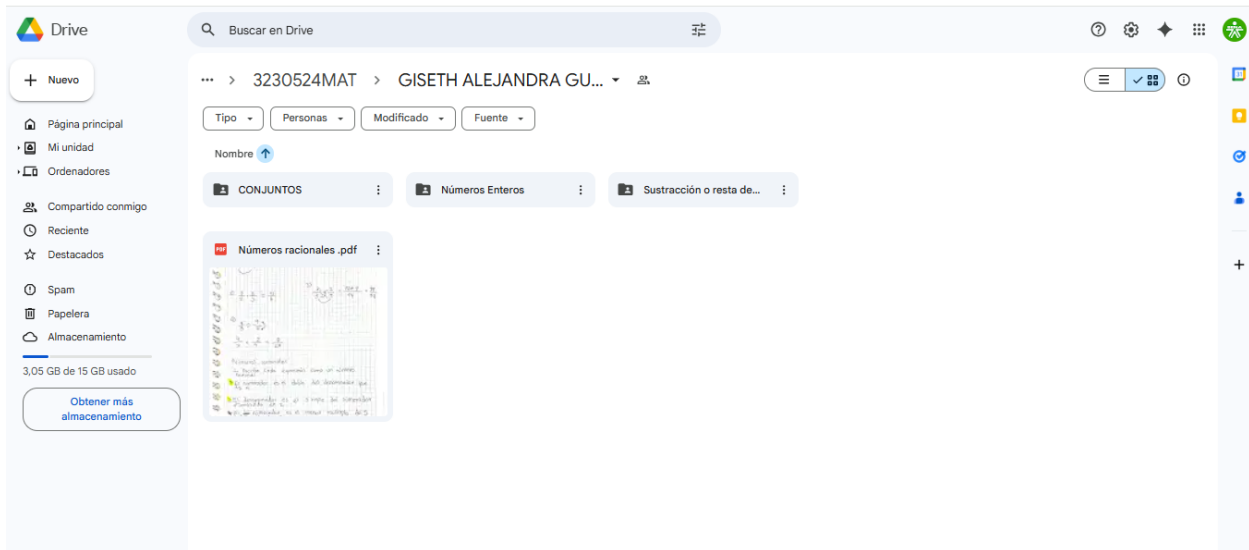 Drive
Buscar en Drive
Nuevo
... > 3230524MAT > GISETH ALEJANDRA GU...
Tipo
Personas
Modificado
Fuente
Página principal
Mi unidad
Ordenadores
Nombre
CONJUNTOS
Números Enteros
Sustracción o resta de...
Compartido conmigo
Reciente
Destacados
Spam
Papelera
Almacenamiento
3,05 GB de 15 GB usado
Obtener más
almacenamiento
PDF
Números racionales .pdf
31